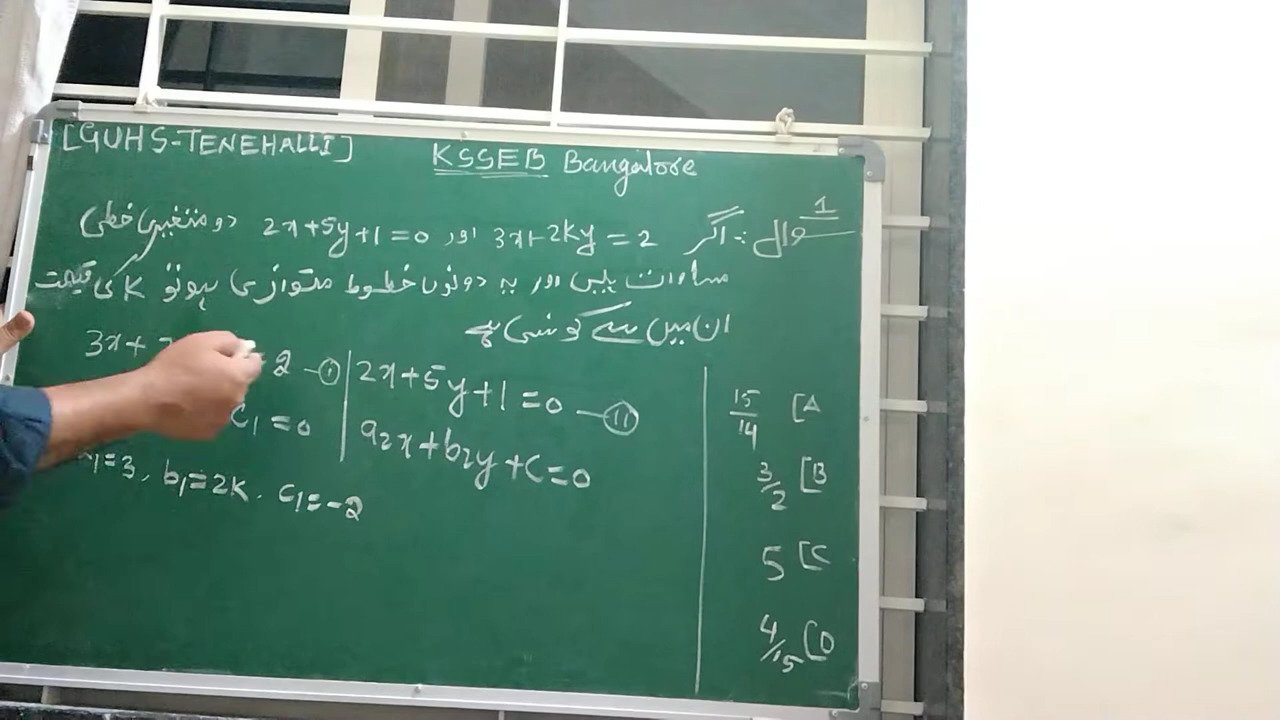 [GUHS-TENEHALLI]
KSSEB Bangalore
1
سوال:- اگر 3x+2ky=2 اور 2x+5y+1=0 دو متغیری خطی
مساوات ہیں اور یہ دونوں خطوط متوازی ہو تو K کی قیمت
ان میں سے کونسی ہے
3x+ 2 -①
c1=0
1=3, b1=2K. c1=-2
2x+5y+1=0 -⑪
a2x+b2y+c=0
15/14 [A
3/2 [B
5 [C
4/15 [D